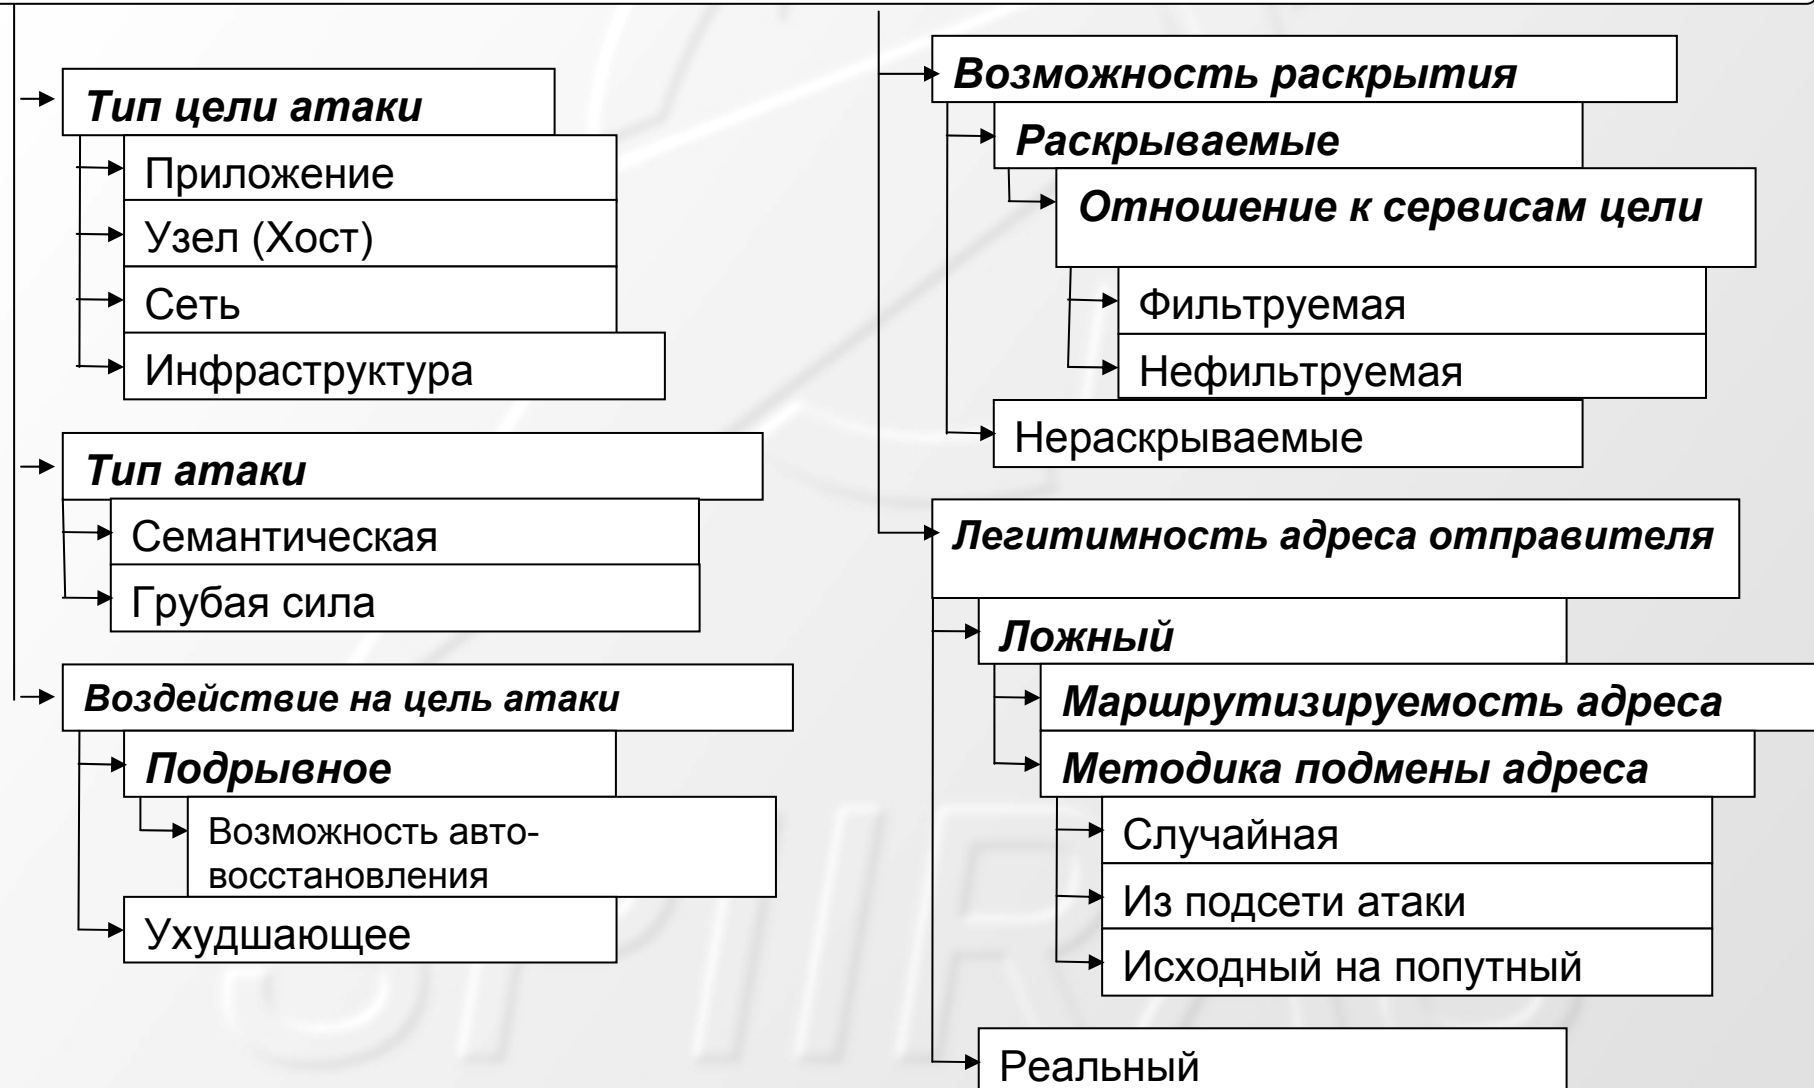 Тип цели атаки
Приложение
Узел (Хост)
Сеть
Инфраструктура
Тип атаки
Семантическая
Грубая сила
Воздействие на цель атаки
Подрывное
Возможность авто-
восстановления
Ухудшающее
Возможность раскрытия
Раскрываемые
Отношение к сервисам цели
Фильтруемая
Нефильтруемая
Нераскрываемые
Легитимность адреса отправителя
Ложный
Маршрутизируемость адреса
Методика подмены адреса
Случайная
Из подсети атаки
Исходный на попутный
Реальный